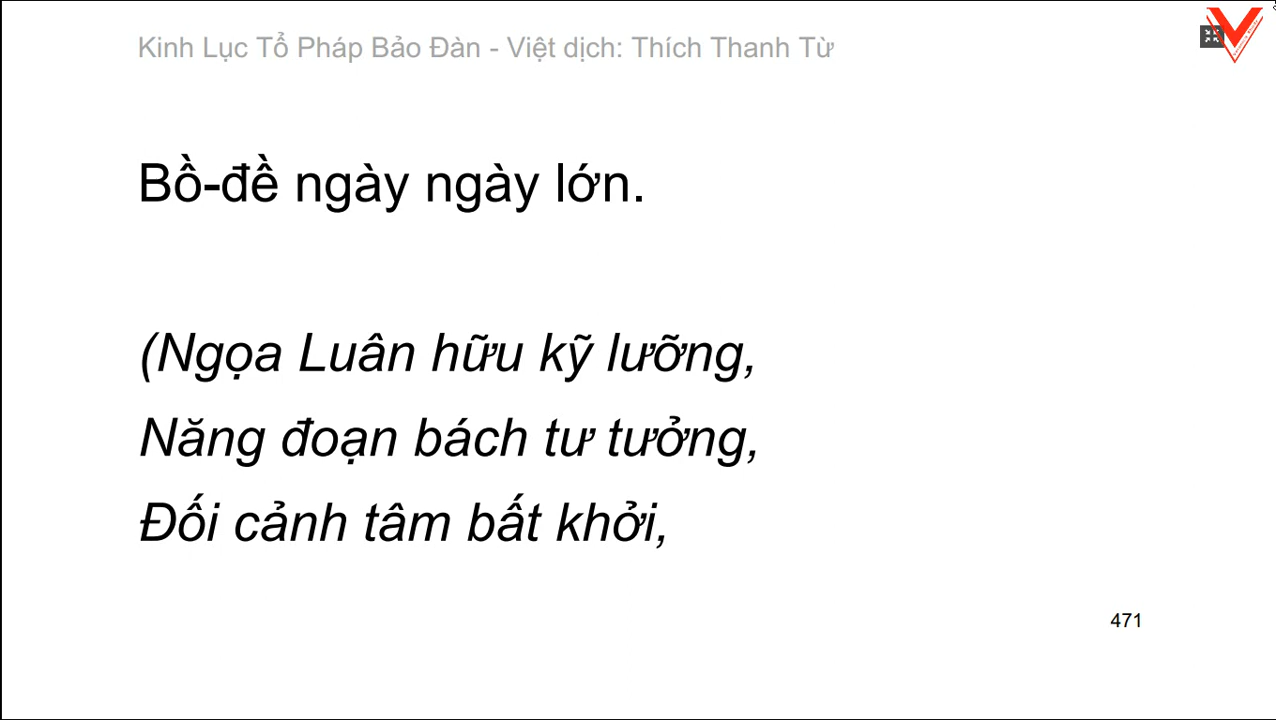 Kinh Lục Tổ Pháp Bảo Đàn - Việt dịch: Thích Thanh Từ
Bồ-đề ngày ngày lớn.
(Ngọa Luân hữu kỹ lưỡng,
Năng đoạn bách tư tưởng,
Đối cảnh tâm bất khởi,
471